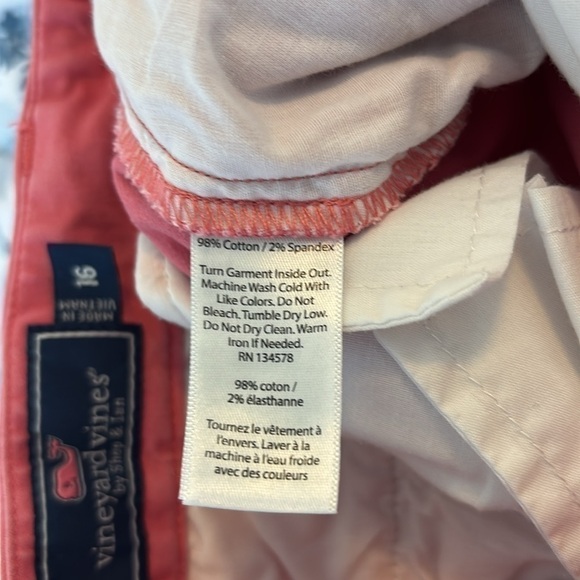 98% Cotton / 2% Spandex
Turn Garment Inside Out.
Machine Wash Cold With
Like Colors. Do Not
Bleach. Tumble Dry Low.
Do Not Dry Clean. Warm
Iron If Needed.
RN 134578
98% coton /
2% élasthanne
Tournez le vêtement à
l'envers. Laver à la
machine à l'eau froide
avec des couleurs
16
MADE IN
VIETNAM
vineyard vines®
by Shep & Ian